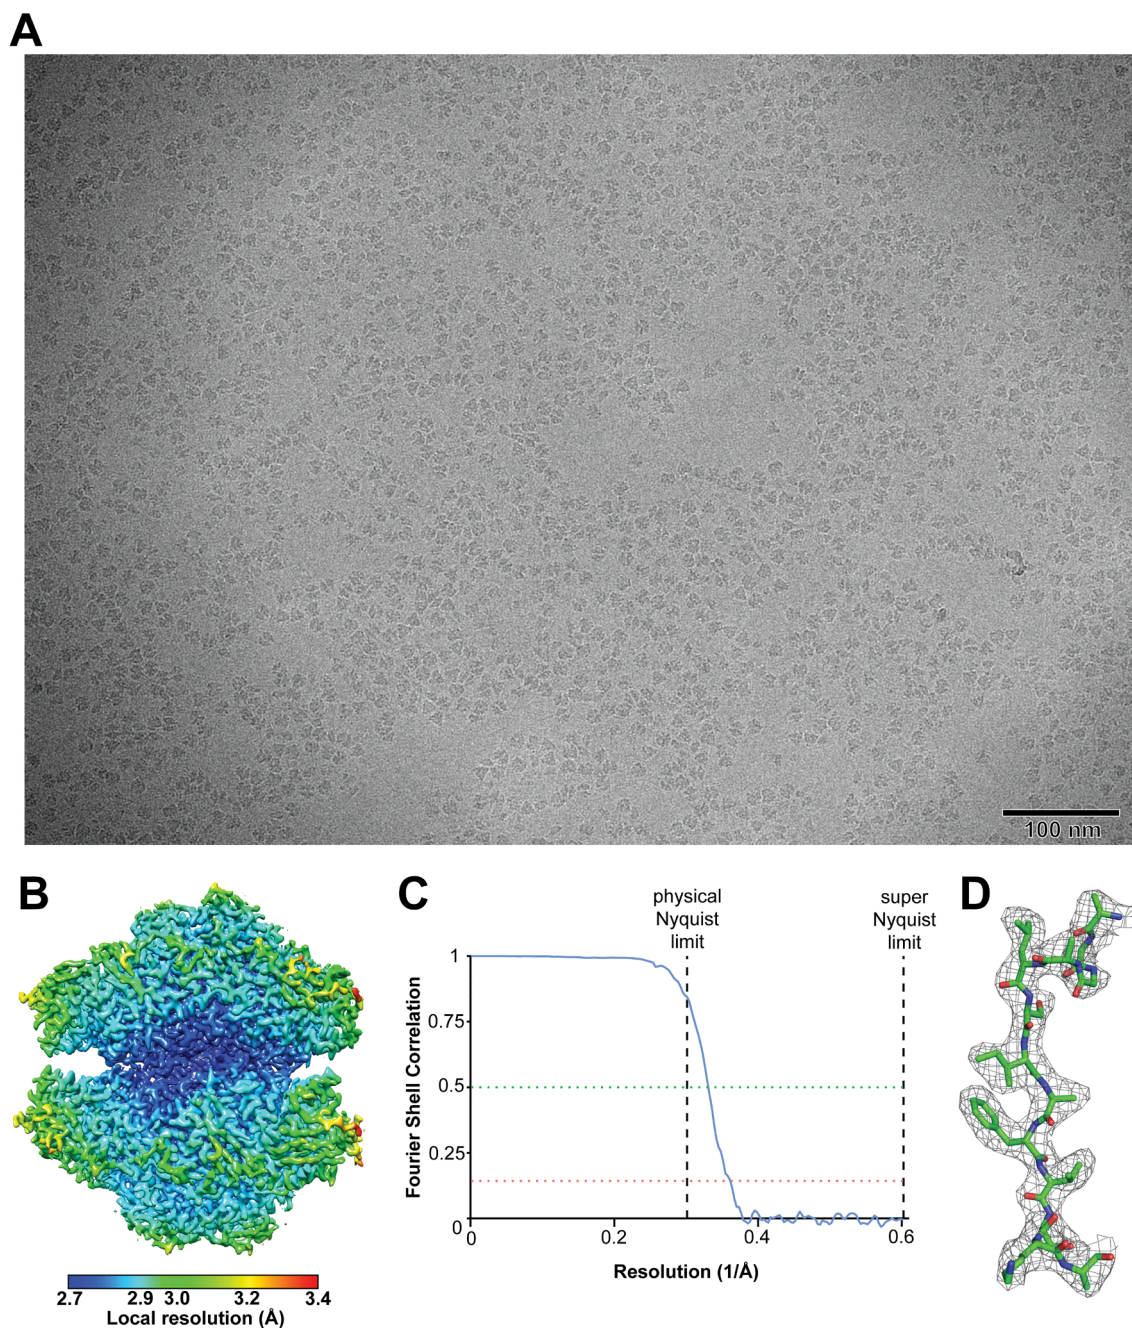 A
100 nm
B
2.7 2.9 3.0 3.2 3.4
Local resolution (Å)
C
physical
Nyquist
limit
super
Nyquist
limit
1
0.75
0.5
0.25
0
0 0.2 0.4 0.6
Fourier Shell Correlation
Resolution (1/Å)
D